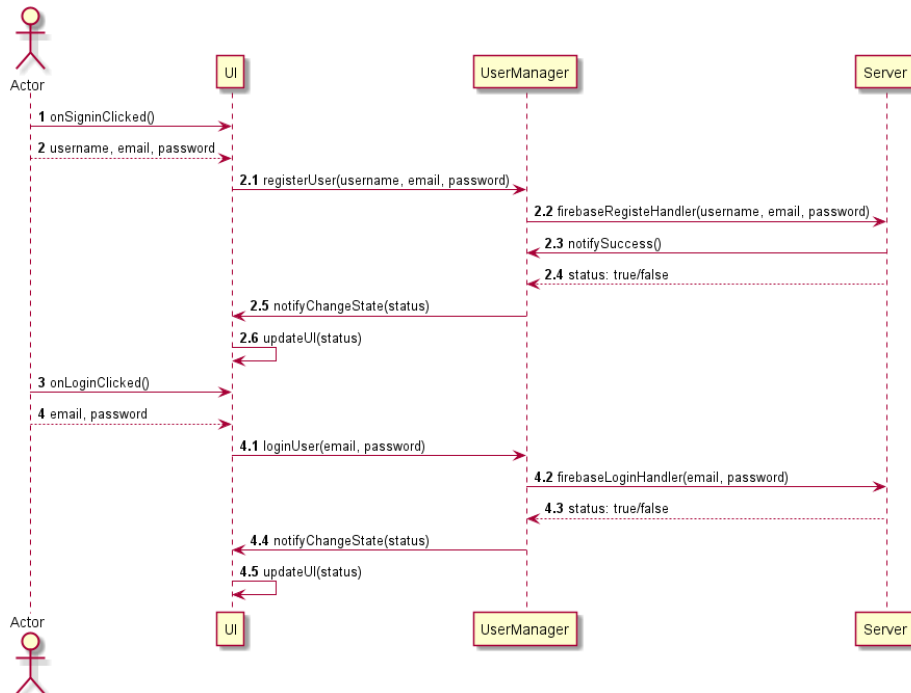 Actor
UI
UserManager
Server
1 onSigninClicked()
2 username, email, password
2.1 registerUser(username, email, password)
2.2 firebaseRegisteHandler(username, email, password)
2.3 notifySuccess()
2.4 status: true/false
2.5 notifyChangeState(status)
2.6 updateUI(status)
3 onLoginClicked()
4 email, password
4.1 loginUser(email, password)
4.2 firebaseLoginHandler(email, password)
4.3 status: true/false
4.4 notifyChangeState(status)
4.5 updateUI(status)
Actor
UI
UserManager
Server